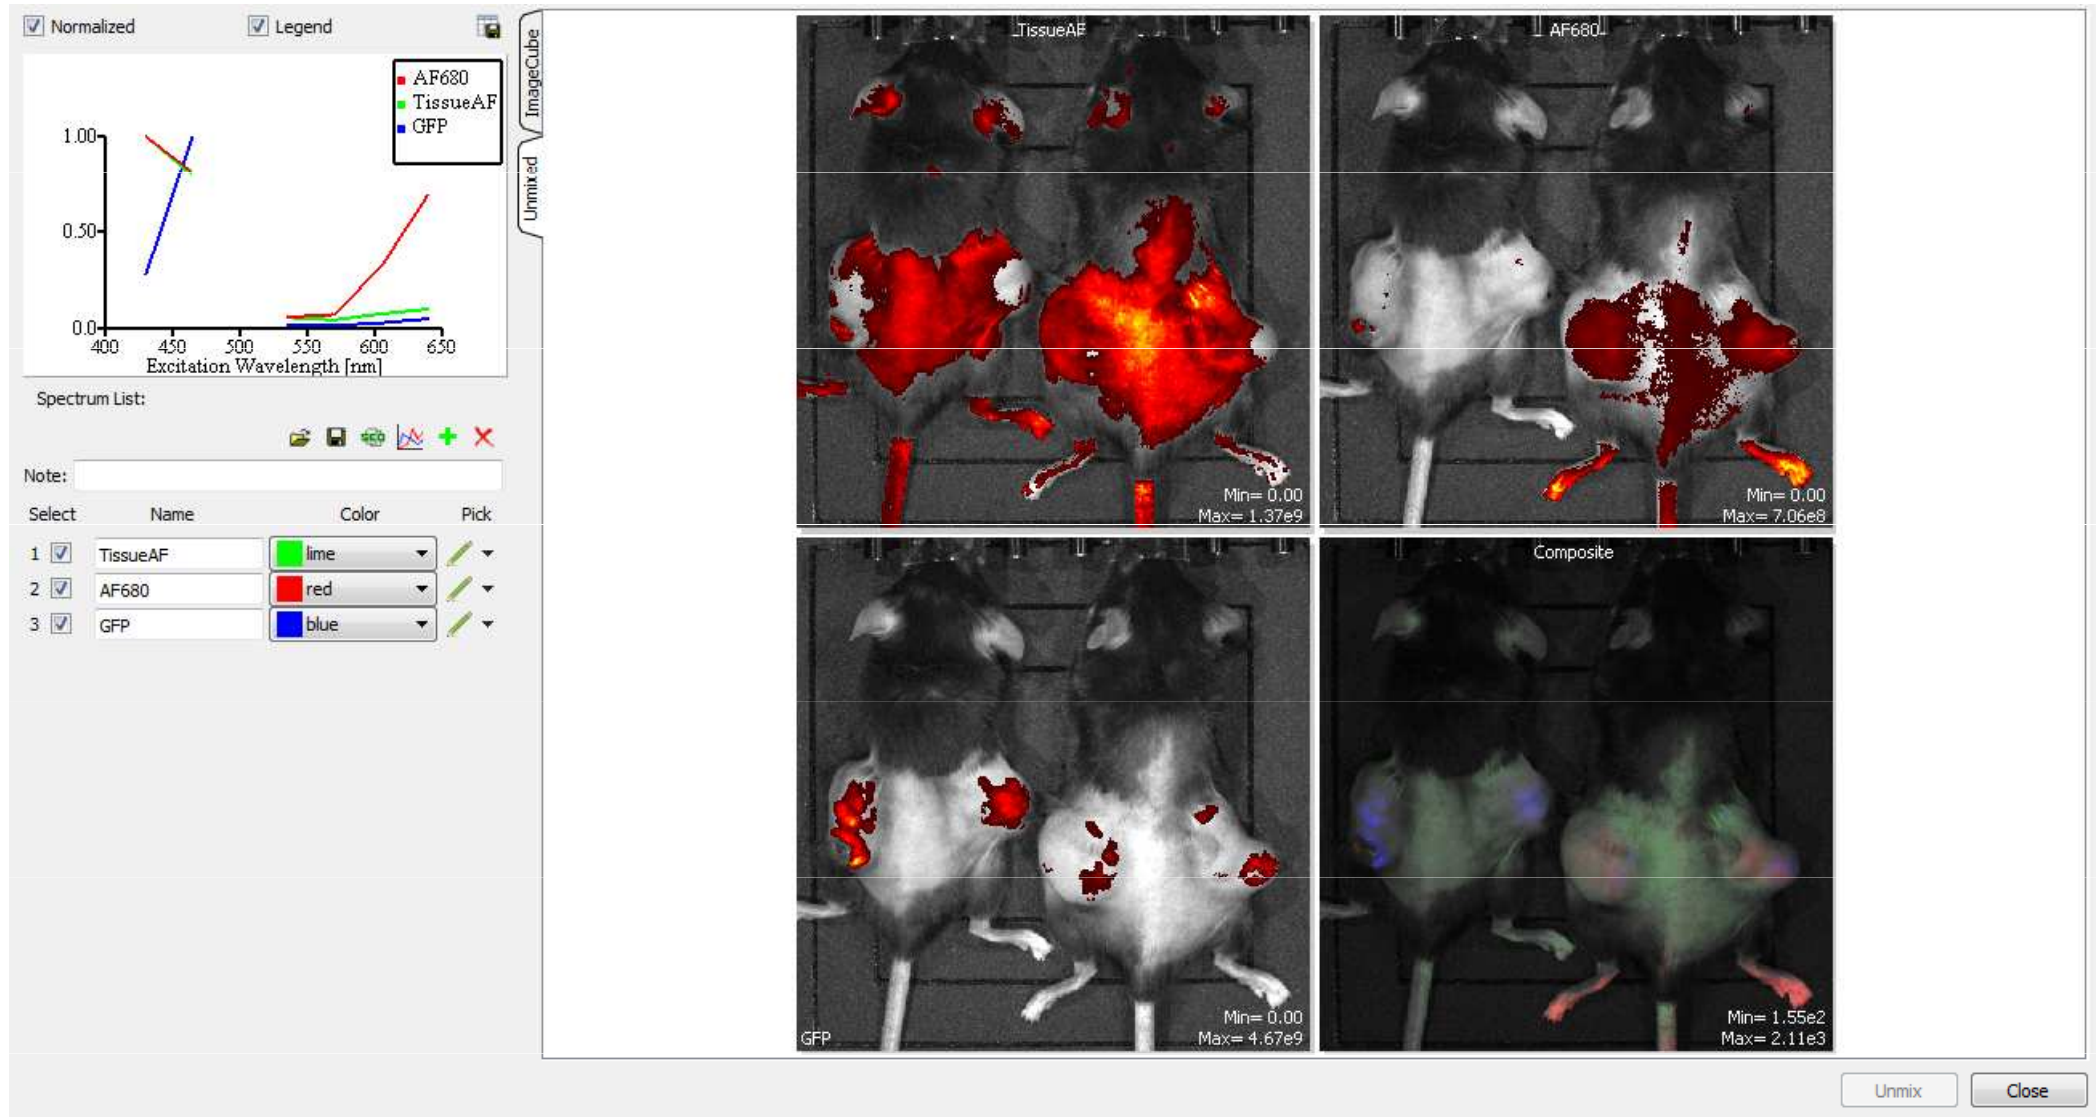 Normalized
Legend
AF680
TissueAF
GFP
1.00
0.50
0.0
400 450 500 550 600 650
Excitation Wavelength [nm]
Spectrum List:
Note:
Select Name Color Pick
1 TissueAF lime
2 AF680 red
3 GFP blue
ImageCube
Unmixed
TissueAF
Min= 0.00
Max= 1.37e9
AF680
Min= 0.00
Max= 7.06e8
GFP
Min= 0.00
Max= 4.67e9
Composite
Min= 1.55e2
Max= 2.11e3
Unmix
Close